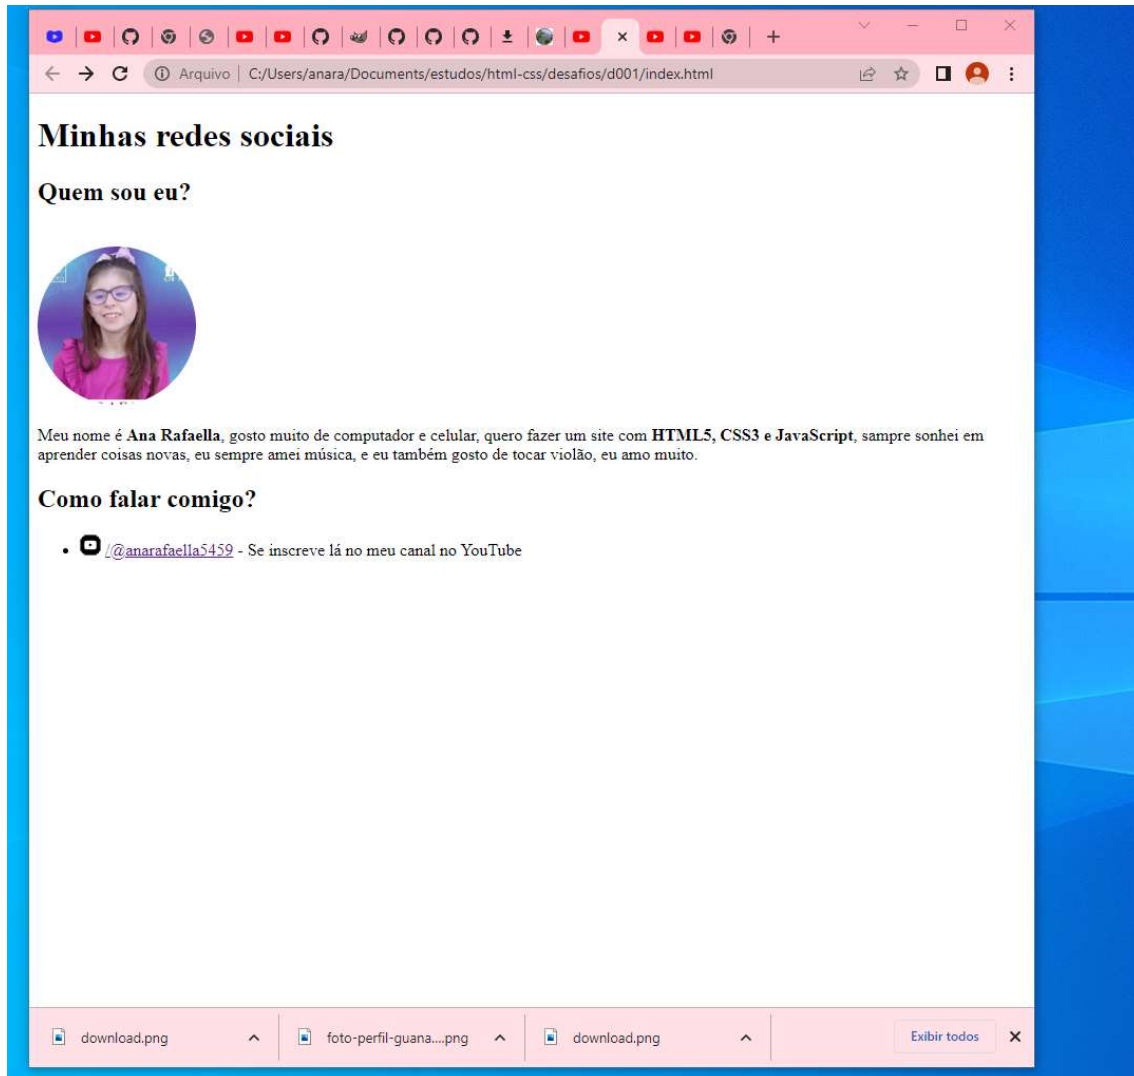 Arquivo
C:/Users/anara/Documents/estudos/html-css/desafios/d001/index.html
Minhas redes sociais
Quem sou eu?
Meu nome é Ana Rafaella, gosto muito de computador e celular, quero fazer um site com HTML5, CSS3 e JavaScript, sampre sonhei em
aprender coisas novas, eu sempre amei música, e eu também gosto de tocar violão, eu amo muito.
Como falar comigo?
/@anarafaella5459 - Se inscreve lá no meu canal no YouTube
download.png
foto-perfil-guana....png
download.png
Exibir todos